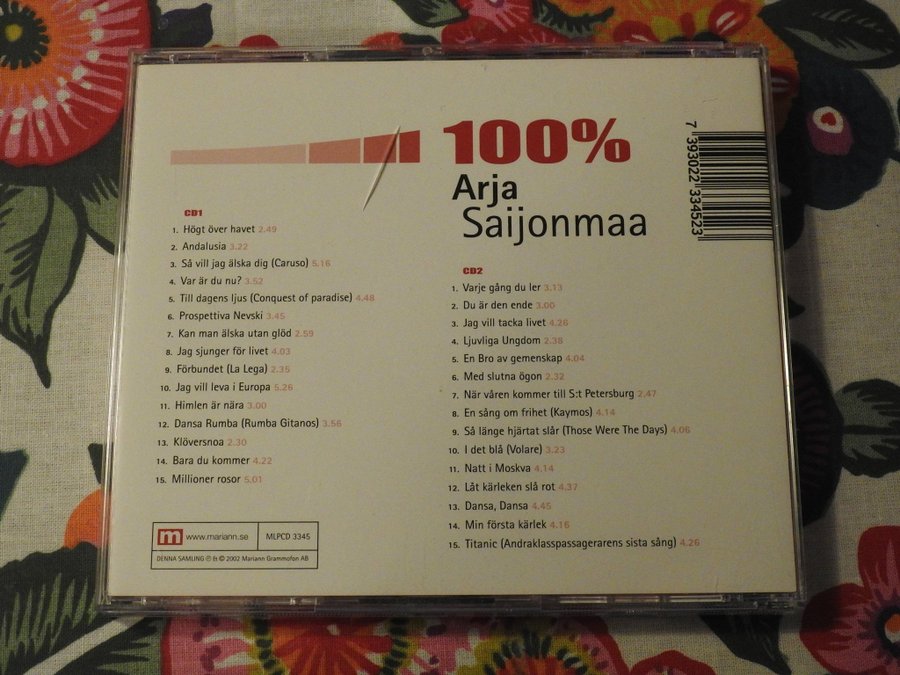 100%
Arja
Saijonmaa
7 393022 334523
CD1
1. Högt över havet 2.49
2. Andalusia 3.22
3. Så vill jag älska dig (Caruso) 5.16
4. Var är du nu? 3.52
5. Till dagens ljus (Conquest of paradise) 4.48
6. Prospettiva Nevski 3.45
7. Kan man älska utan glöd 2.59
8. Jag sjunger för livet 4.03
9. Förbundet (La Lega) 2.35
10. Jag vill leva i Europa 5.26
11. Himlen är nära 3.00
12. Dansa Rumba (Rumba Gitanos) 3.56
13. Klöversnoa 2.30
14. Bara du kommer 4.22
15. Millioner rosor 5.01
CD2
1. Varje gång du ler 3.13
2. Du är den ende 3.00
3. Jag vill tacka livet 4.26
4. Ljuvliga Ungdom 2.38
5. En Bro av gemenskap 4.04
6. Med slutna ögon 2.32
7. När våren kommer till S:t Petersburg 2.47
8. En sång om frihet (Kaymos) 4.14
9. Så länge hjärtat slår (Those Were The Days) 4.06
10. I det blå (Volare) 3.23
11. Natt i Moskva 4.14
12. Låt kärleken slå rot 4.37
13. Dansa, Dansa 4.45
14. Min första kärlek 4.16
15. Titanic (Andraklasspassagerarens sista sång) 4.26
m www.mariann.se MLPCD 3345
DENNA SAMLING ℗ & © 2002 Mariann Grammofon AB